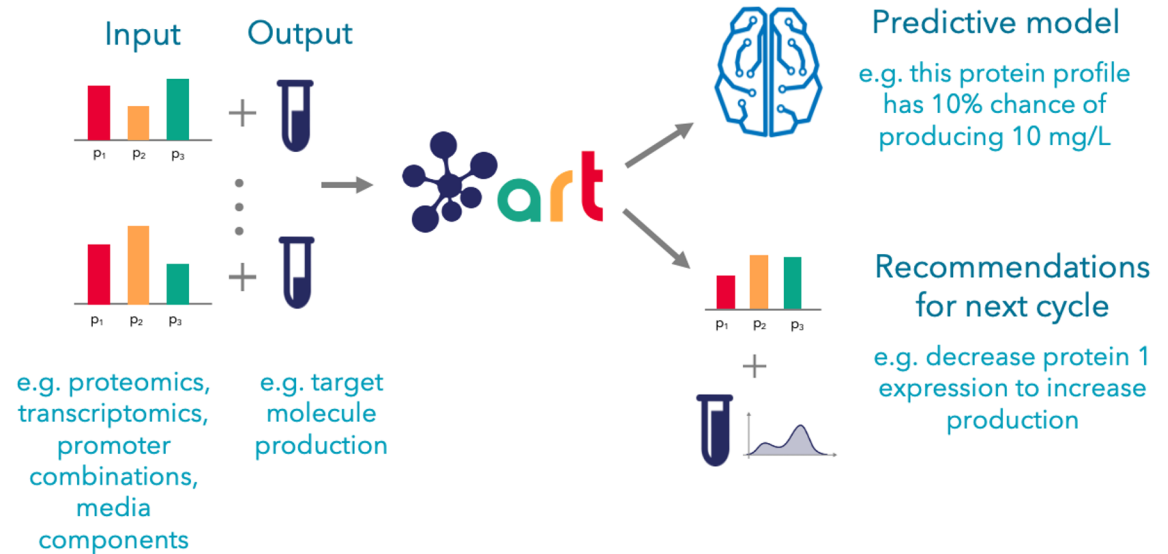 Input
Output
p₁ p₂ p₃
p₁ p₂ p₃
e.g. proteomics,
transcriptomics,
promoter
combinations,
media
components
e.g. target
molecule
production
art
Predictive model
e.g. this protein profile
has 10% chance of
producing 10 mg/L
p₁ p₂ p₃
Recommendations
for next cycle
e.g. decrease protein 1
expression to increase
production